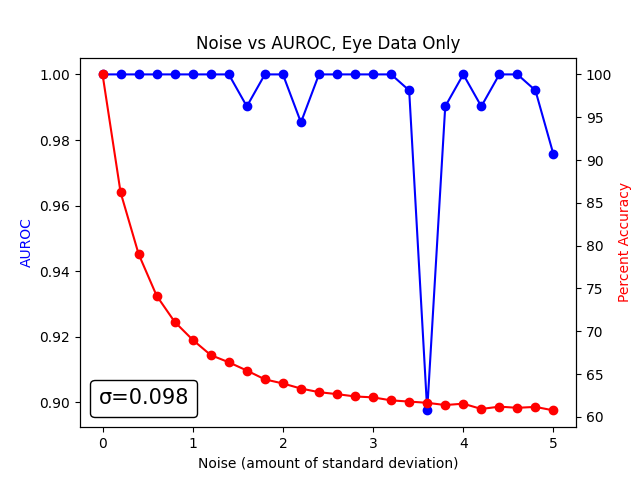 Noise vs AUROC, Eye Data Only
1.00
0.98
0.96
0.94
0.92
0.90
AUROC
100
95
90
85
80
75
70
65
60
Percent Accuracy
σ=0.098
0 1 2 3 4 5
Noise (amount of standard deviation)